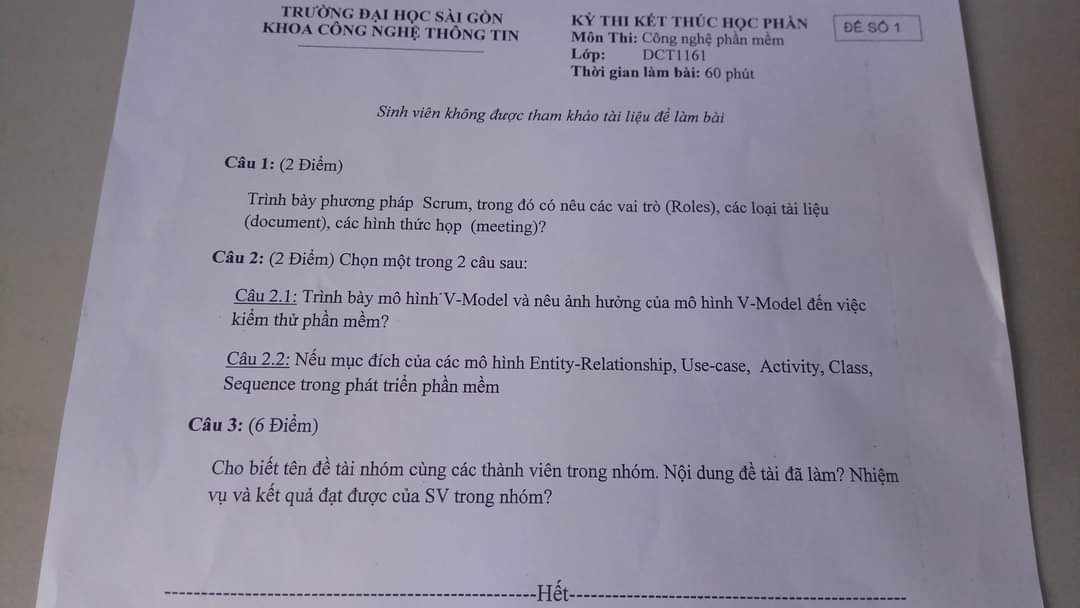 TRƯỜNG ĐẠI HỌC SÀI GÒN
KHOA CÔNG NGHỆ THÔNG TIN
KỲ THI KẾT THÚC HỌC PHẦN
Môn Thi: Công nghệ phần mềm
Lớp: DCT1161
Thời gian làm bài: 60 phút
ĐỀ SỐ 1
Sinh viên không được tham khảo tài liệu để làm bài
Câu 1: (2 Điểm)
Trình bày phương pháp Scrum, trong đó có nêu các vai trò (Roles), các loại tài liệu
(document), các hình thức họp (meeting)?
Câu 2: (2 Điểm) Chọn một trong 2 câu sau:
Câu 2.1: Trình bày mô hình V-Model và nêu ảnh hưởng của mô hình V-Model đến việc
kiểm thử phần mềm?
Câu 2.2: Nếu mục đích của các mô hình Entity-Relationship, Use-case, Activity, Class,
Sequence trong phát triển phần mềm
Câu 3: (6 Điểm)
Cho biết tên đề tài nhóm cùng các thành viên trong nhóm. Nội dung đề tài đã làm? Nhiệm
vụ và kết quả đạt được của SV trong nhóm?
Hết